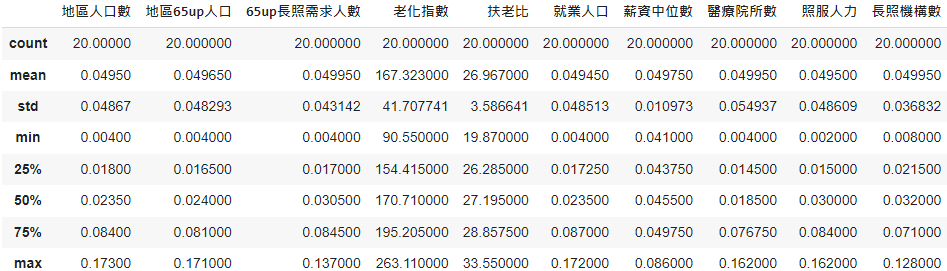 地區人口數 地區65up人口 65up長照需求人數 老化指數 扶老比 就業人口 薪資中位數 醫療院所數 照服人力 長照機構數
count 20.00000 20.000000 20.000000 20.000000 20.000000 20.000000 20.000000 20.000000 20.000000 20.000000
mean 0.04950 0.049650 0.049950 167.323000 26.967000 0.049450 0.049750 0.049950 0.049500 0.049950
std 0.04867 0.048293 0.043142 41.707741 3.586641 0.048513 0.010973 0.054937 0.048609 0.036832
min 0.00400 0.004000 0.004000 90.550000 19.870000 0.004000 0.041000 0.004000 0.002000 0.008000
25% 0.01800 0.016500 0.017000 154.415000 26.285000 0.017250 0.043750 0.014500 0.015000 0.021500
50% 0.02350 0.024000 0.030500 170.710000 27.195000 0.023500 0.045500 0.018500 0.030000 0.032000
75% 0.08400 0.081000 0.084500 195.205000 28.857500 0.087000 0.049750 0.076750 0.084000 0.071000
max 0.17300 0.171000 0.137000 263.110000 33.550000 0.172000 0.086000 0.162000 0.162000 0.128000